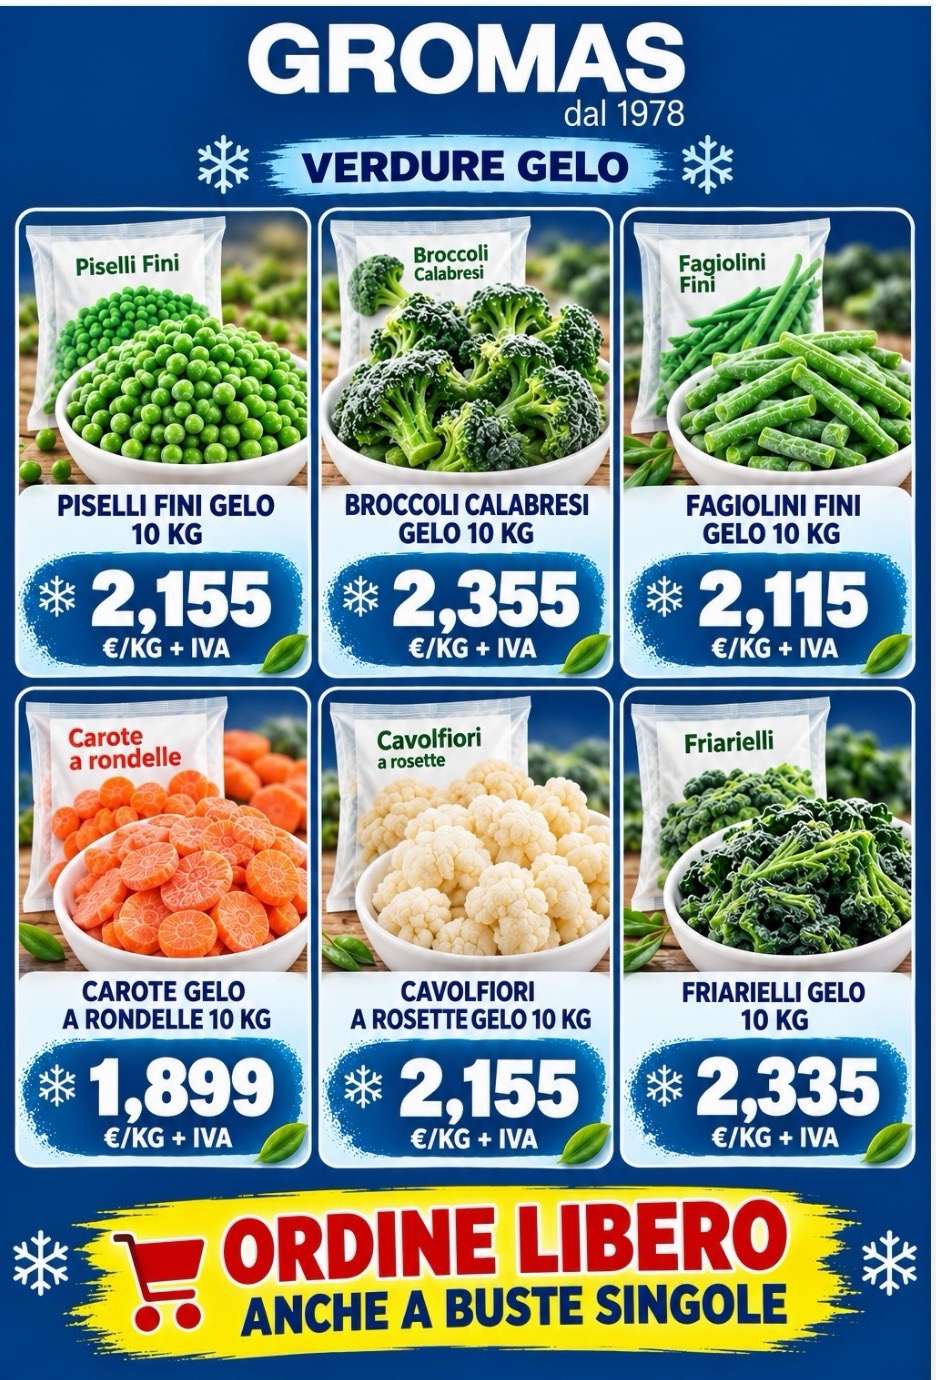 GROMAS
dal 1978
VERDURE GELO
Piselli Fini
PISELLI FINI GELO
10 KG
2,155
€/KG + IVA
Broccoli
Calabresi
BROCCOLI CALABRESI
GELO 10 KG
2,355
€/KG + IVA
Fagiolini
Fini
FAGIOLINI FINI
GELO 10 KG
2,115
€/KG + IVA
Carote
a rondelle
CAROTE GELO
A RONDELLE 10 KG
1,899
€/KG + IVA
Cavolfiori
a rosette
CAVOLFIORI
A ROSETTE GELO 10 KG
2,155
€/KG + IVA
Friarielli
FRIARIELLI GELO
10 KG
2,335
€/KG + IVA
ORDINE LIBERO
ANCHE A BUSTE SINGOLE